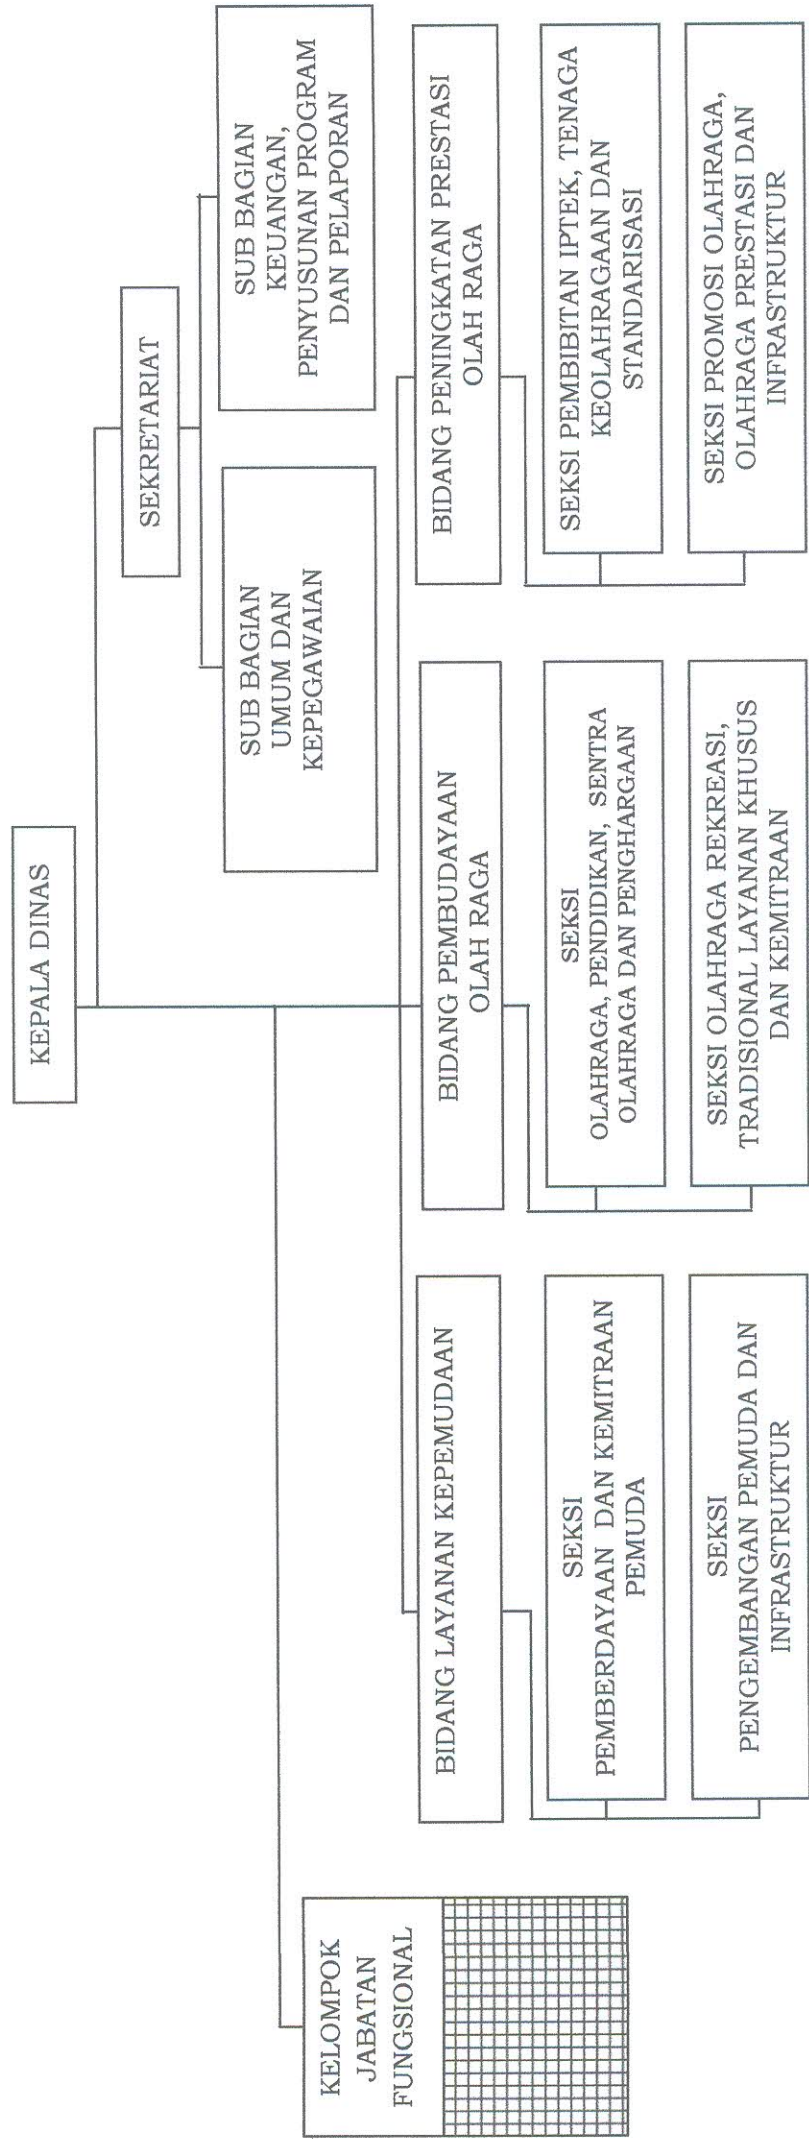 KEPALA DINAS
SEKRETARIAT
SUB BAGIAN
UMUM DAN
KEPEGAWAIAN
SUB BAGIAN
KEUANGAN,
PENYUSUNAN PROGRAM
DAN PELAPORAN
KELOMPOK
JABATAN
FUNGSIONAL
BIDANG LAYANAN KEPEMUDAAN
SEKSI
PEMBERDAYAAN DAN KEMITRAAN
PEMUDA
SEKSI
PENGEMBANGAN PEMUDA DAN
INFRASTRUKTUR
BIDANG PEMBUDAYAAN
OLAH RAGA
SEKSI
OLAHRAGA, PENDIDIKAN, SENTRA
OLAHRAGA DAN PENGHARGAAN
SEKSI OLAHRAGA REKREASI,
TRADISIONAL LAYANAN KHUSUS
DAN KEMITRAAN
BIDANG PENINGKATAN PRESTASI
OLAH RAGA
SEKSI PEMBIBITAN IPTEK, TENAGA
KEOLAHRAGAAN DAN
STANDARISASI
SEKSI PROMOSI OLAHRAGA,
OLAHRAGA PRESTASI DAN
INFRASTRUKTUR